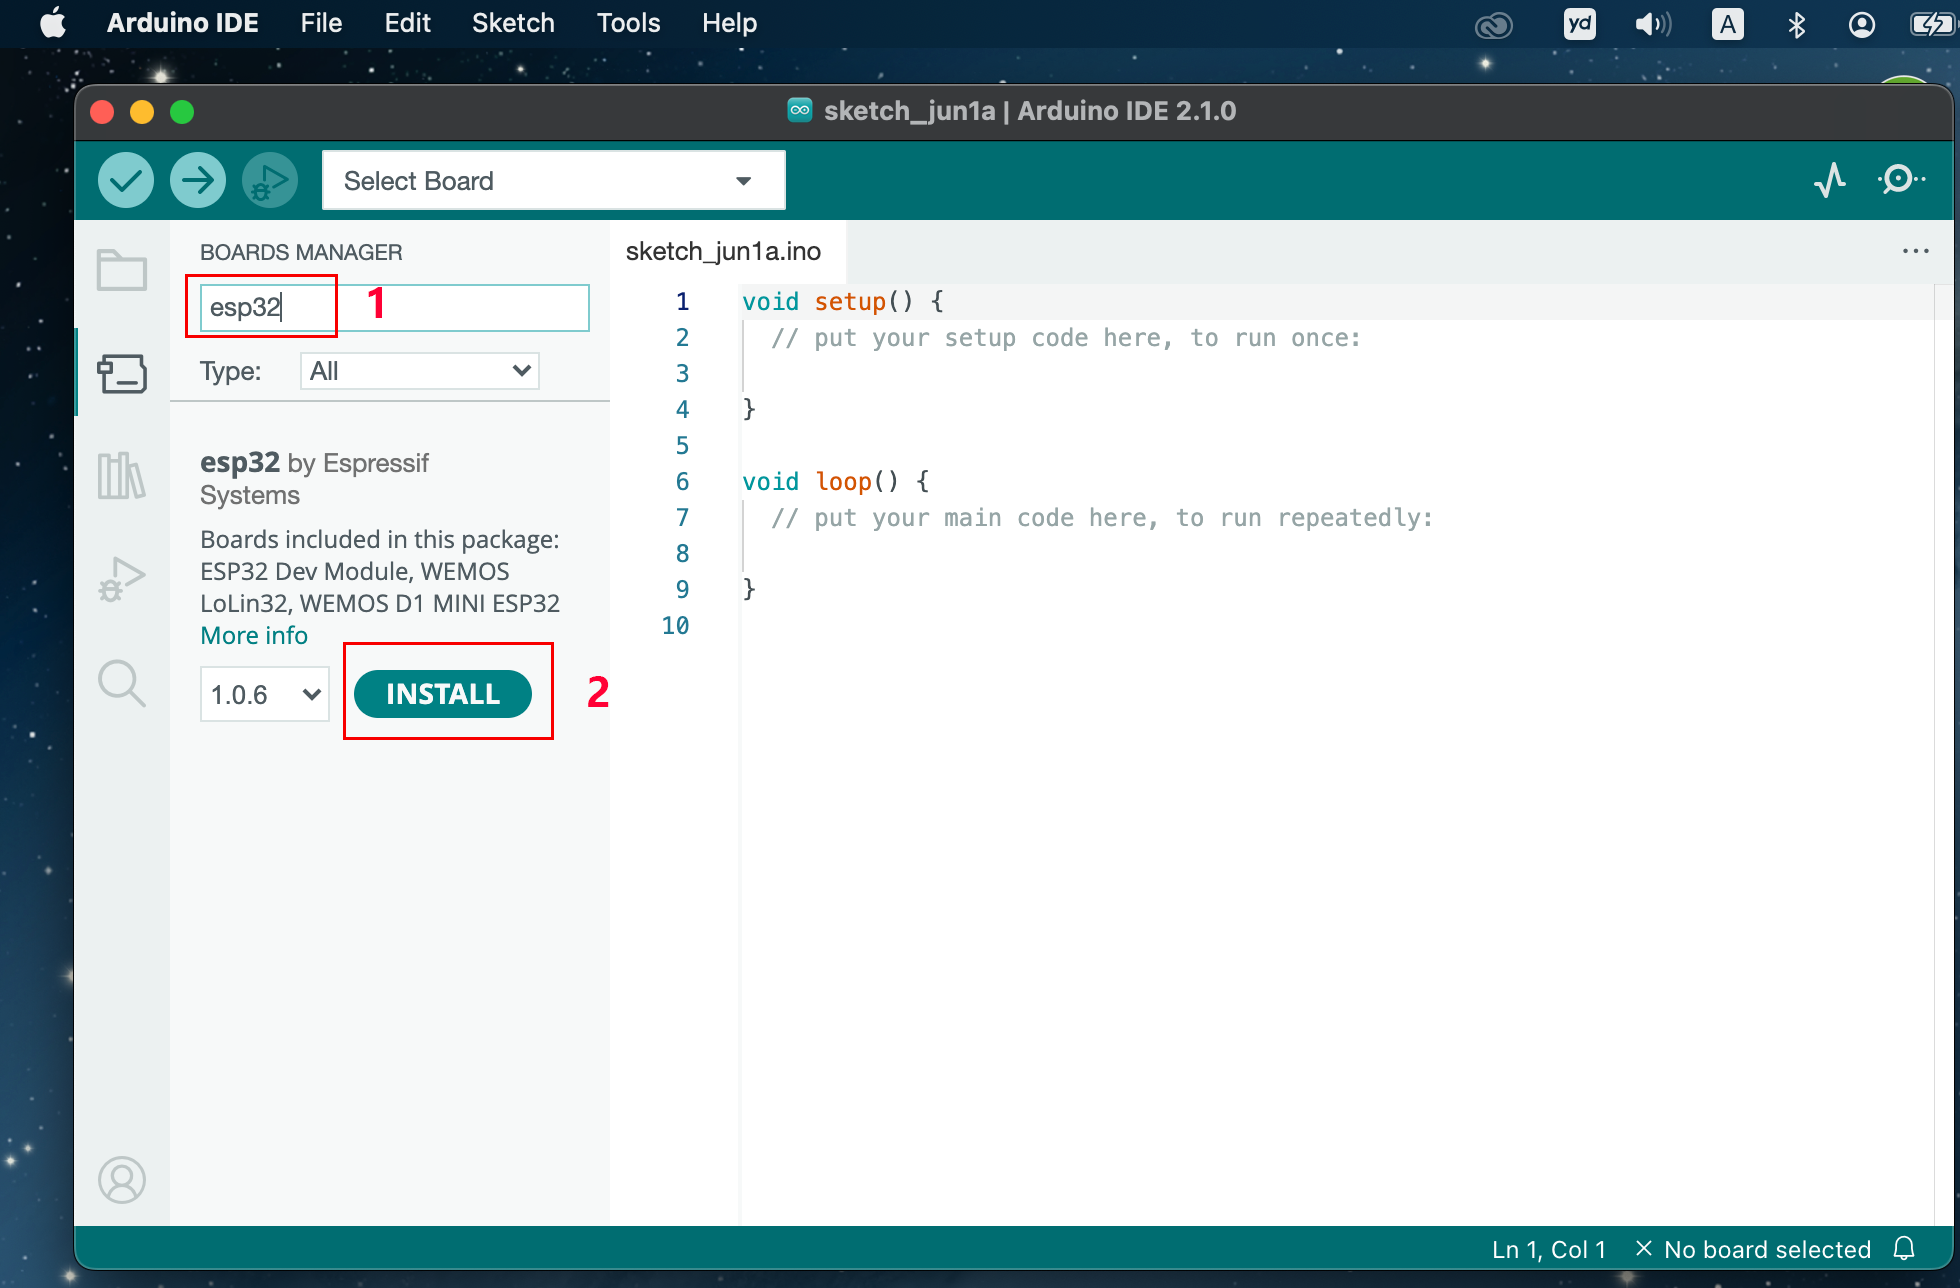 Arduino IDE File Edit Sketch Tools Help yd A
sketch_jun1a | Arduino IDE 2.1.0
Select Board
BOARDS MANAGER
esp32 1
Type: All
esp32 by Espressif
Systems
Boards included in this package:
ESP32 Dev Module, WEMOS
LoLin32, WEMOS D1 MINI ESP32
More info
1.0.6 INSTALL 2
sketch_jun1a.ino
1 void setup() {
2 // put your setup code here, to run once:
3
4 }
5
6 void loop() {
7 // put your main code here, to run repeatedly:
8
9 }
10
Ln 1, Col 1 No board selected